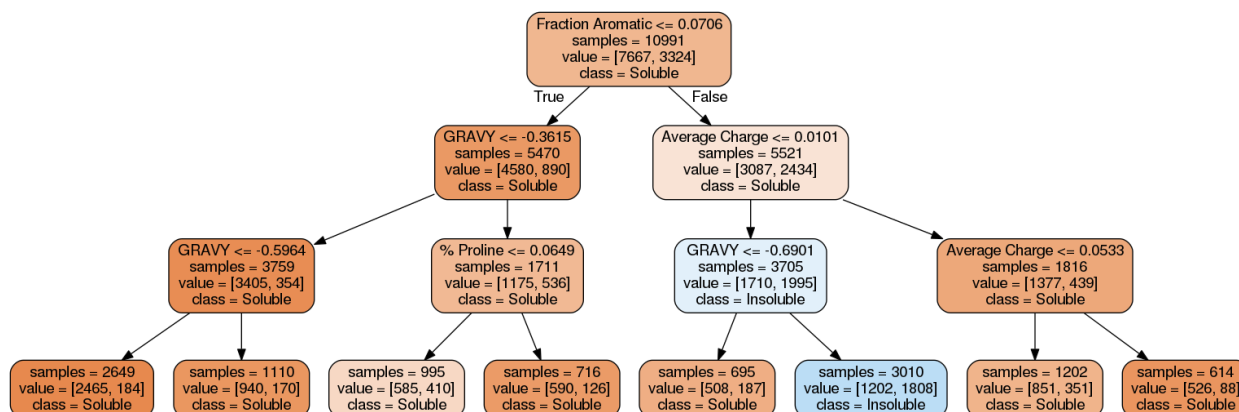 Fraction Aromatic <= 0.0706
samples = 10991
value = [7667, 3324]
class = Soluble
True
False
GRAVY <= -0.3615
samples = 5470
value = [4580, 890]
class = Soluble
Average Charge <= 0.0101
samples = 5521
value = [3087, 2434]
class = Soluble
GRAVY <= -0.5964
samples = 3759
value = [3405, 354]
class = Soluble
% Proline <= 0.0649
samples = 1711
value = [1175, 536]
class = Soluble
GRAVY <= -0.6901
samples = 3705
value = [1710, 1995]
class = Insoluble
Average Charge <= 0.0533
samples = 1816
value = [1377, 439]
class = Soluble
samples = 2649
value = [2465, 184]
class = Soluble
samples = 1110
value = [940, 170]
class = Soluble
samples = 995
value = [585, 410]
class = Soluble
samples = 716
value = [590, 126]
class = Soluble
samples = 695
value = [508, 187]
class = Soluble
samples = 3010
value = [1202, 1808]
class = Insoluble
samples = 1202
value = [851, 351]
class = Soluble
samples = 614
value = [526, 88]
class = Soluble